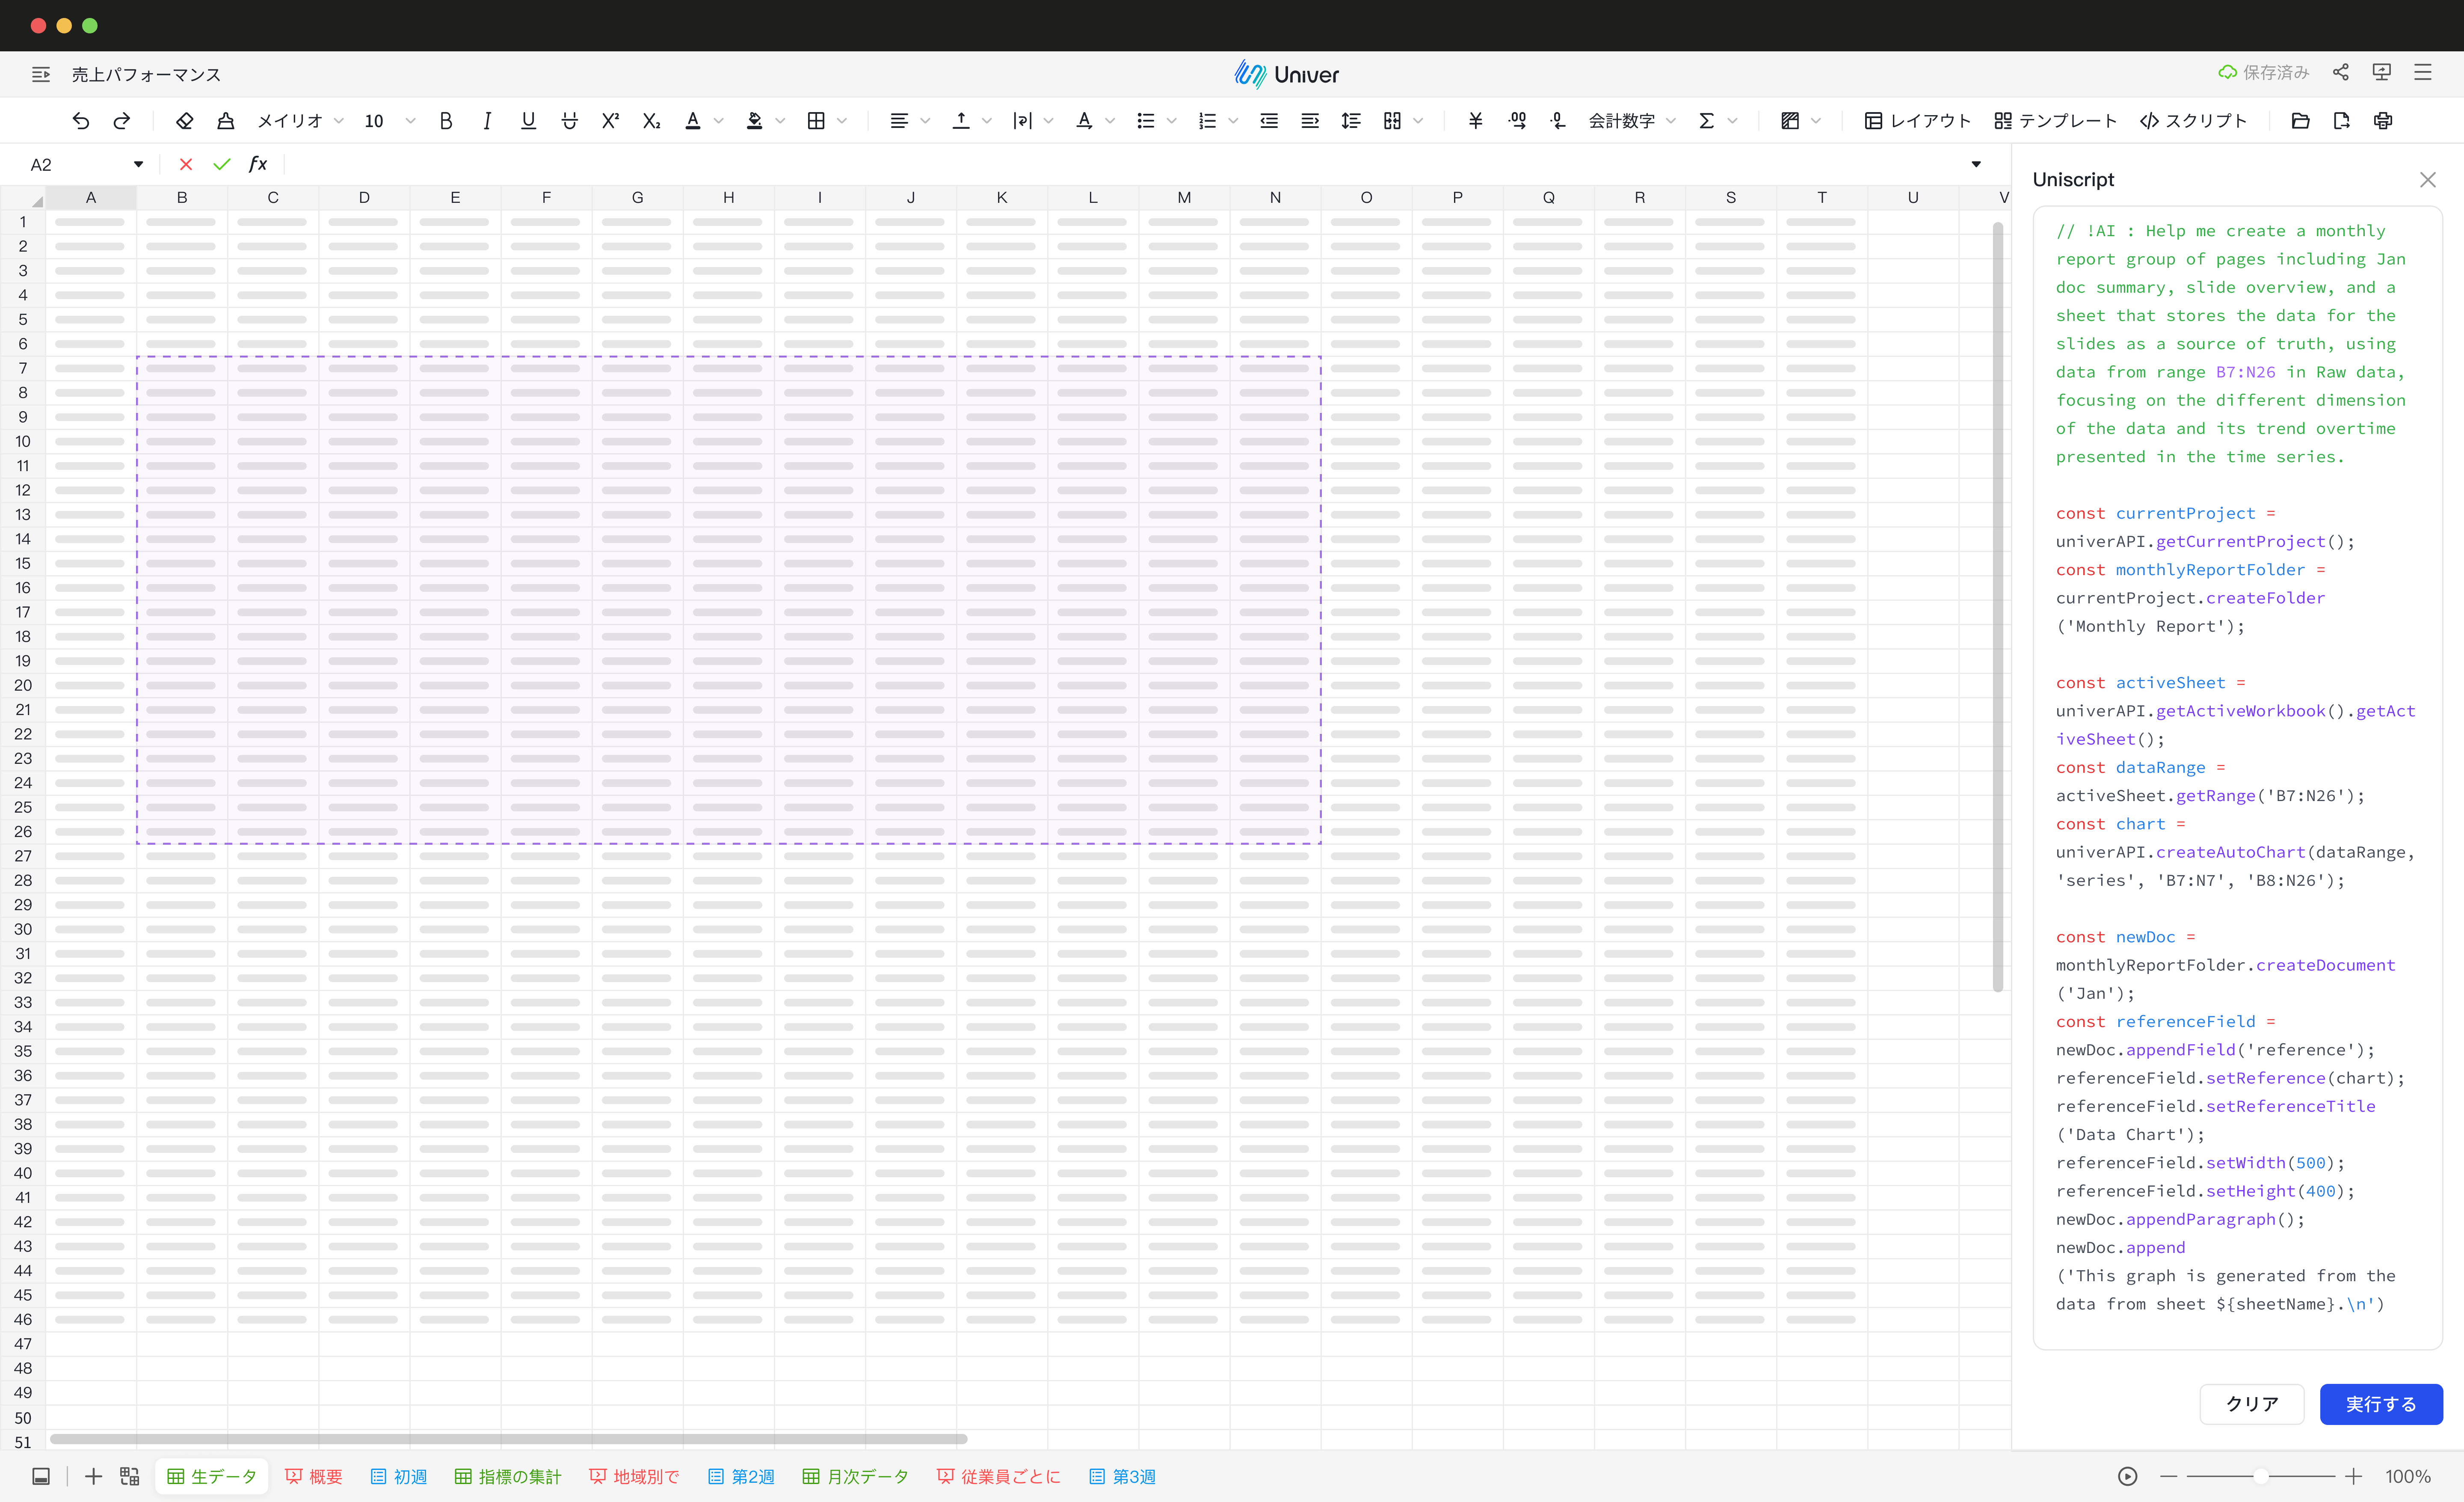 売上パフォーマンス
Univer
保存済み
メイリオ 10 B I U X² X₂ A A ¥ .00 .0 会計数字 Σ レイアウト テンプレート スクリプト
A2 fx
A B C D E F G H I J K L M N O P Q R S T U V
1
2
3
4
5
6
7
8
9
10
11
12
13
14
15
16
17
18
19
20
21
22
23
24
25
26
27
28
29
30
31
32
33
34
35
36
37
38
39
40
41
42
43
44
45
46
47
48
49
50
51
Uniscript
// !AI : Help me create a monthly
report group of pages including Jan
doc summary, slide overview, and a
sheet that stores the data for the
slides as a source of truth, using
data from range B7:N26 in Raw data,
focusing on the different dimension
of the data and its trend overtime
presented in the time series.
const currentProject =
univerAPI.getCurrentProject();
const monthlyReportFolder =
currentProject.createFolder
('Monthly Report');
const activeSheet =
univerAPI.getActiveWorkbook().getAct
iveSheet();
const dataRange =
activeSheet.getRange('B7:N26');
const chart =
univerAPI.createAutoChart(dataRange,
'series', 'B7:N7', 'B8:N26');
const newDoc =
monthlyReportFolder.createDocument
('Jan');
const referenceField =
newDoc.appendField('reference');
referenceField.setReference(chart);
referenceField.setReferenceTitle
('Data Chart');
referenceField.setWidth(500);
referenceField.setHeight(400);
newDoc.appendParagraph();
newDoc.append
('This graph is generated from the
data from sheet ${sheetName}.\n')
クリア 実行する
生データ 概要 初週 指標の集計 地域別で 第2週 月次データ 従業員ごとに 第3週 100%